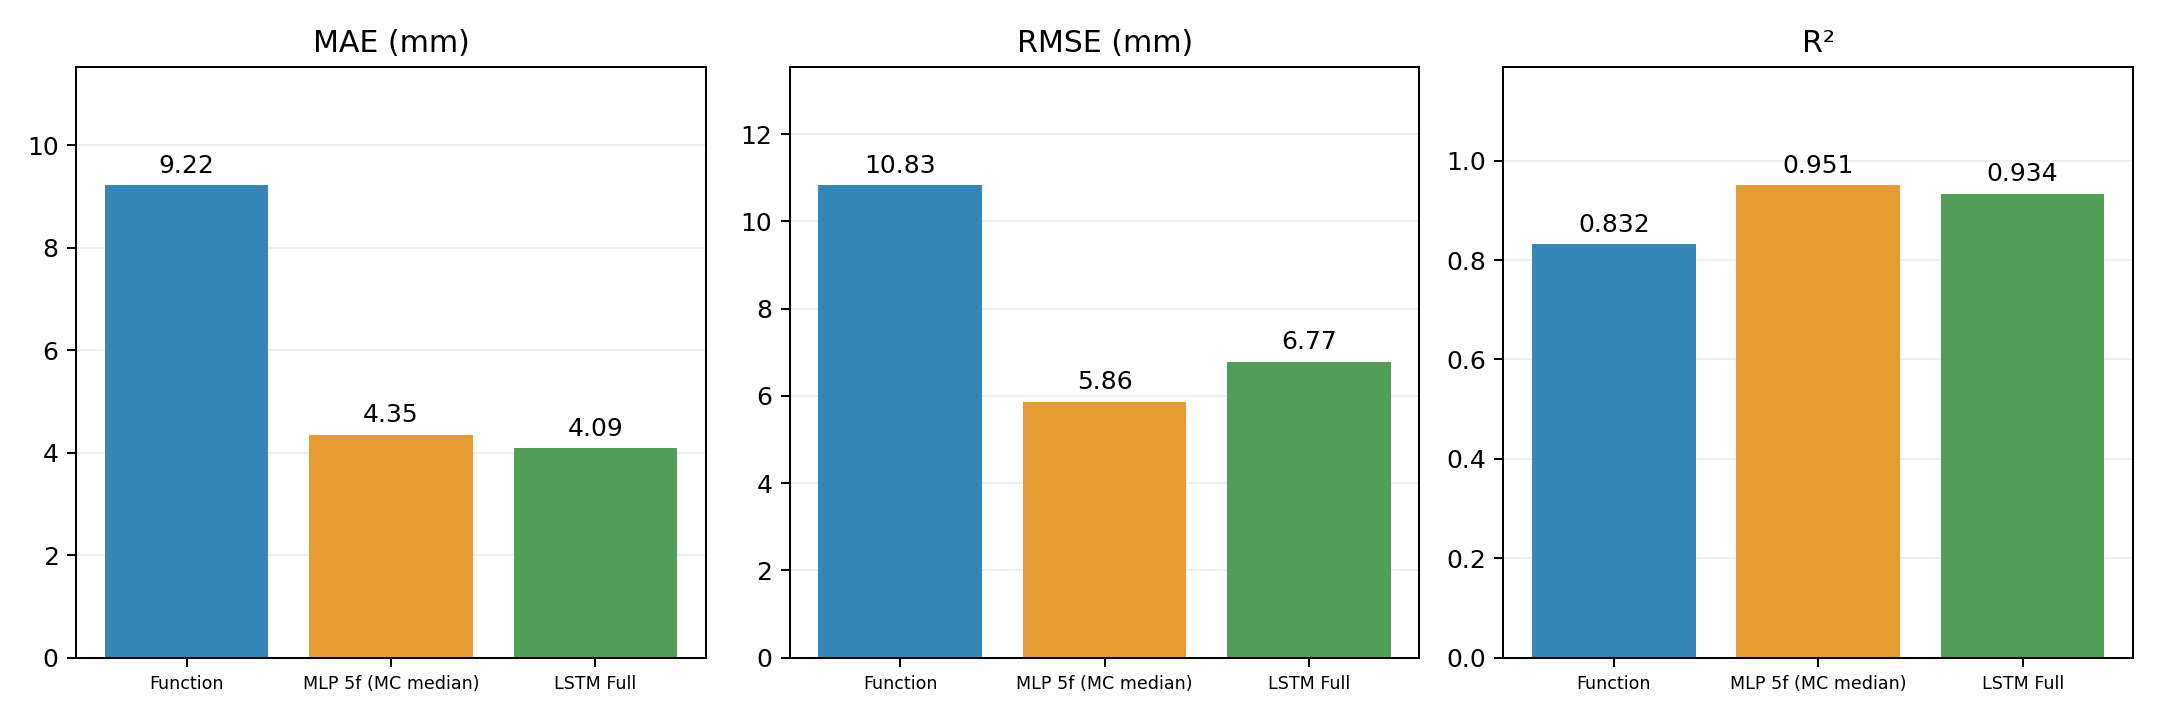 MAE (mm)
10
8
6
4
2
0
9.22
4.35
4.09
Function
MLP 5f (MC median)
LSTM Full
RMSE (mm)
12
10
8
6
4
2
0
10.83
5.86
6.77
Function
MLP 5f (MC median)
LSTM Full
R²
1.0
0.8
0.6
0.4
0.2
0.0
0.832
0.951
0.934
Function
MLP 5f (MC median)
LSTM Full